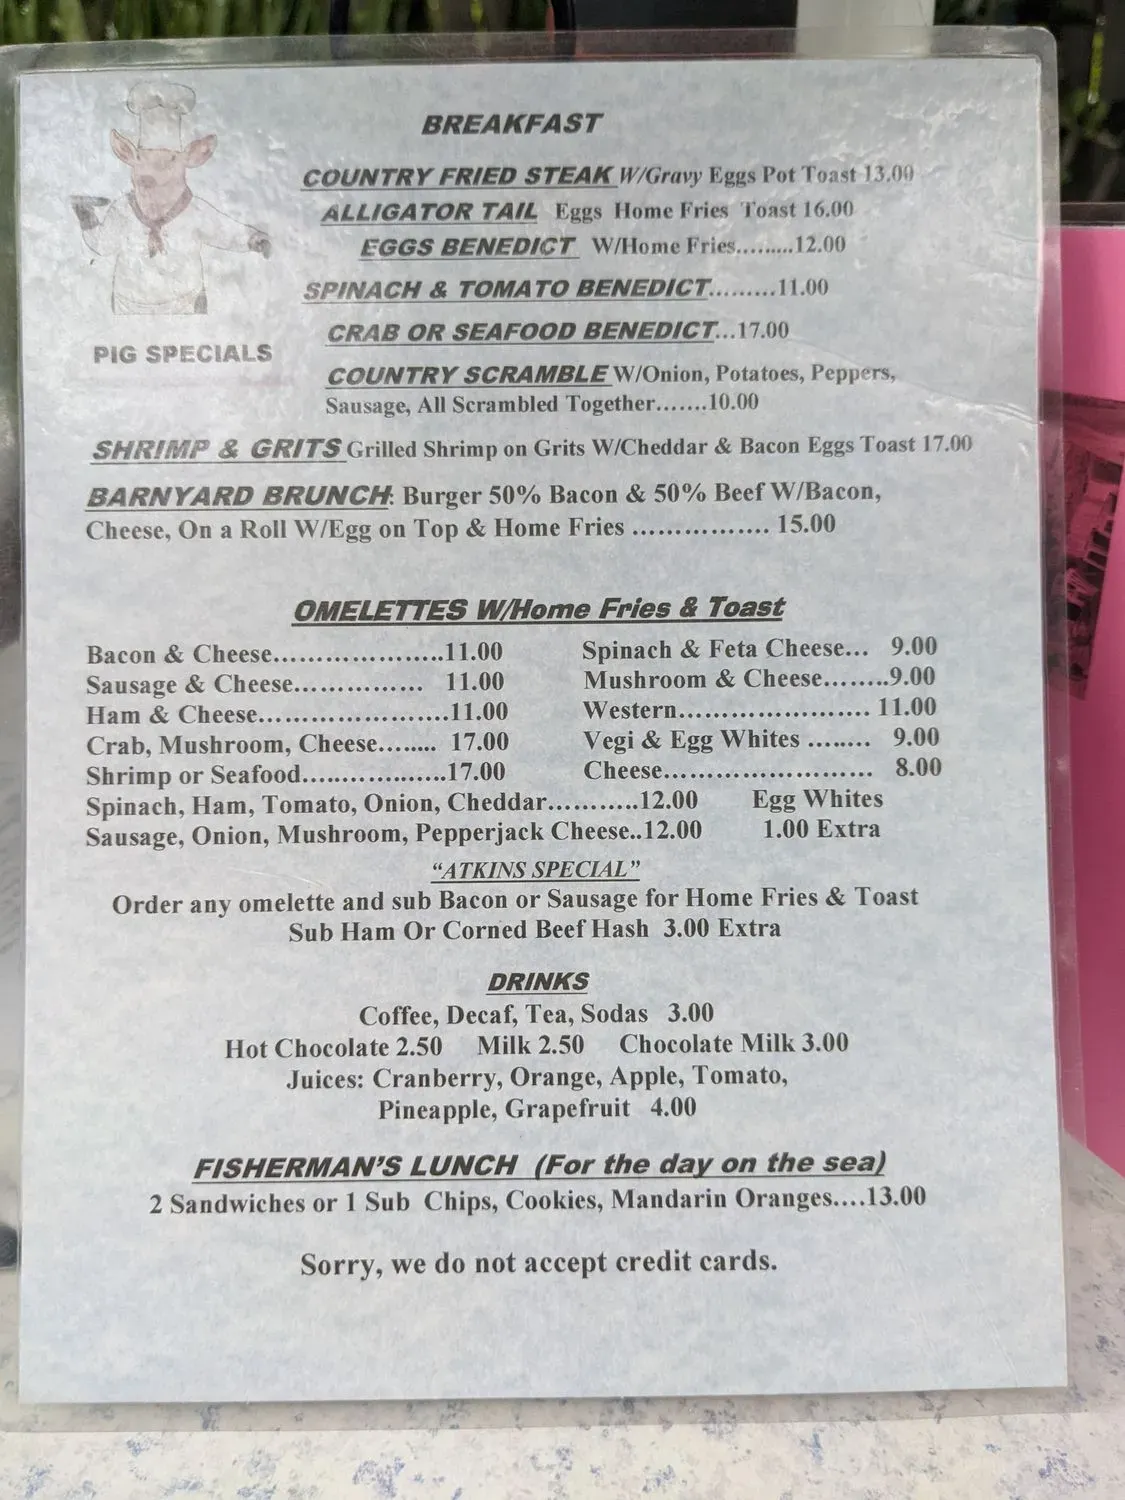 BREAKFAST
COUNTRY FRIED STEAK W/Gravy Eggs Pot Toast 13.00
ALLIGATOR TAIL Eggs Home Fries Toast 16.00
EGGS BENEDICT W/Home Fries.........12.00
SPINACH & TOMATO BENEDICT.........11.00
CRAB OR SEAFOOD BENEDICT...17.00
PIG SPECIALS
COUNTRY SCRAMBLE W/Onion, Potatoes, Peppers,
Sausage, All Scrambled Together.......10.00
SHRIMP & GRITS Grilled Shrimp on Grits W/Cheddar & Bacon Eggs Toast 17.00
BARNYARD BRUNCH: Burger 50% Bacon & 50% Beef W/Bacon,
Cheese, On a Roll W/Egg on Top & Home Fries ................ 15.00
OMELETTES W/Home Fries & Toast
Bacon & Cheese.....................11.00
Sausage & Cheese............... 11.00
Ham & Cheese.......................11.00
Crab, Mushroom, Cheese........ 17.00
Shrimp or Seafood..................17.00
Spinach, Ham, Tomato, Onion, Cheddar...........12.00
Sausage, Onion, Mushroom, Pepperjack Cheese..12.00
Spinach & Feta Cheese... 9.00
Mushroom & Cheese........9.00
Western....................... 11.00
Vegi & Egg Whites ........ 9.00
Cheese......................... 8.00
Egg Whites
1.00 Extra
"ATKINS SPECIAL"
Order any omelette and sub Bacon or Sausage for Home Fries & Toast
Sub Ham Or Corned Beef Hash 3.00 Extra
DRINKS
Coffee, Decaf, Tea, Sodas 3.00
Hot Chocolate 2.50 Milk 2.50 Chocolate Milk 3.00
Juices: Cranberry, Orange, Apple, Tomato,
Pineapple, Grapefruit 4.00
FISHERMAN'S LUNCH (For the day on the sea)
2 Sandwiches or 1 Sub Chips, Cookies, Mandarin Oranges....13.00
Sorry, we do not accept credit cards.